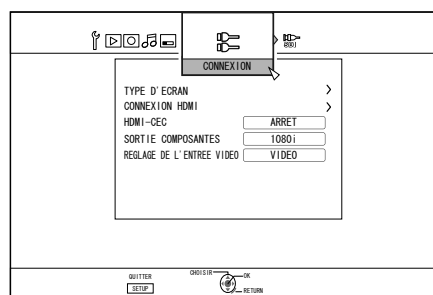 CONNEXION
TYPE D'ECRAN
CONNEXION HDMI
HDMI-CEC ARRET
SORTIE COMPOSANTES 1080i
REGLAGE DE L'ENTREE VIDEO VIDEO
QUITTER
SETUP
CHOISIR
OK
RETURN